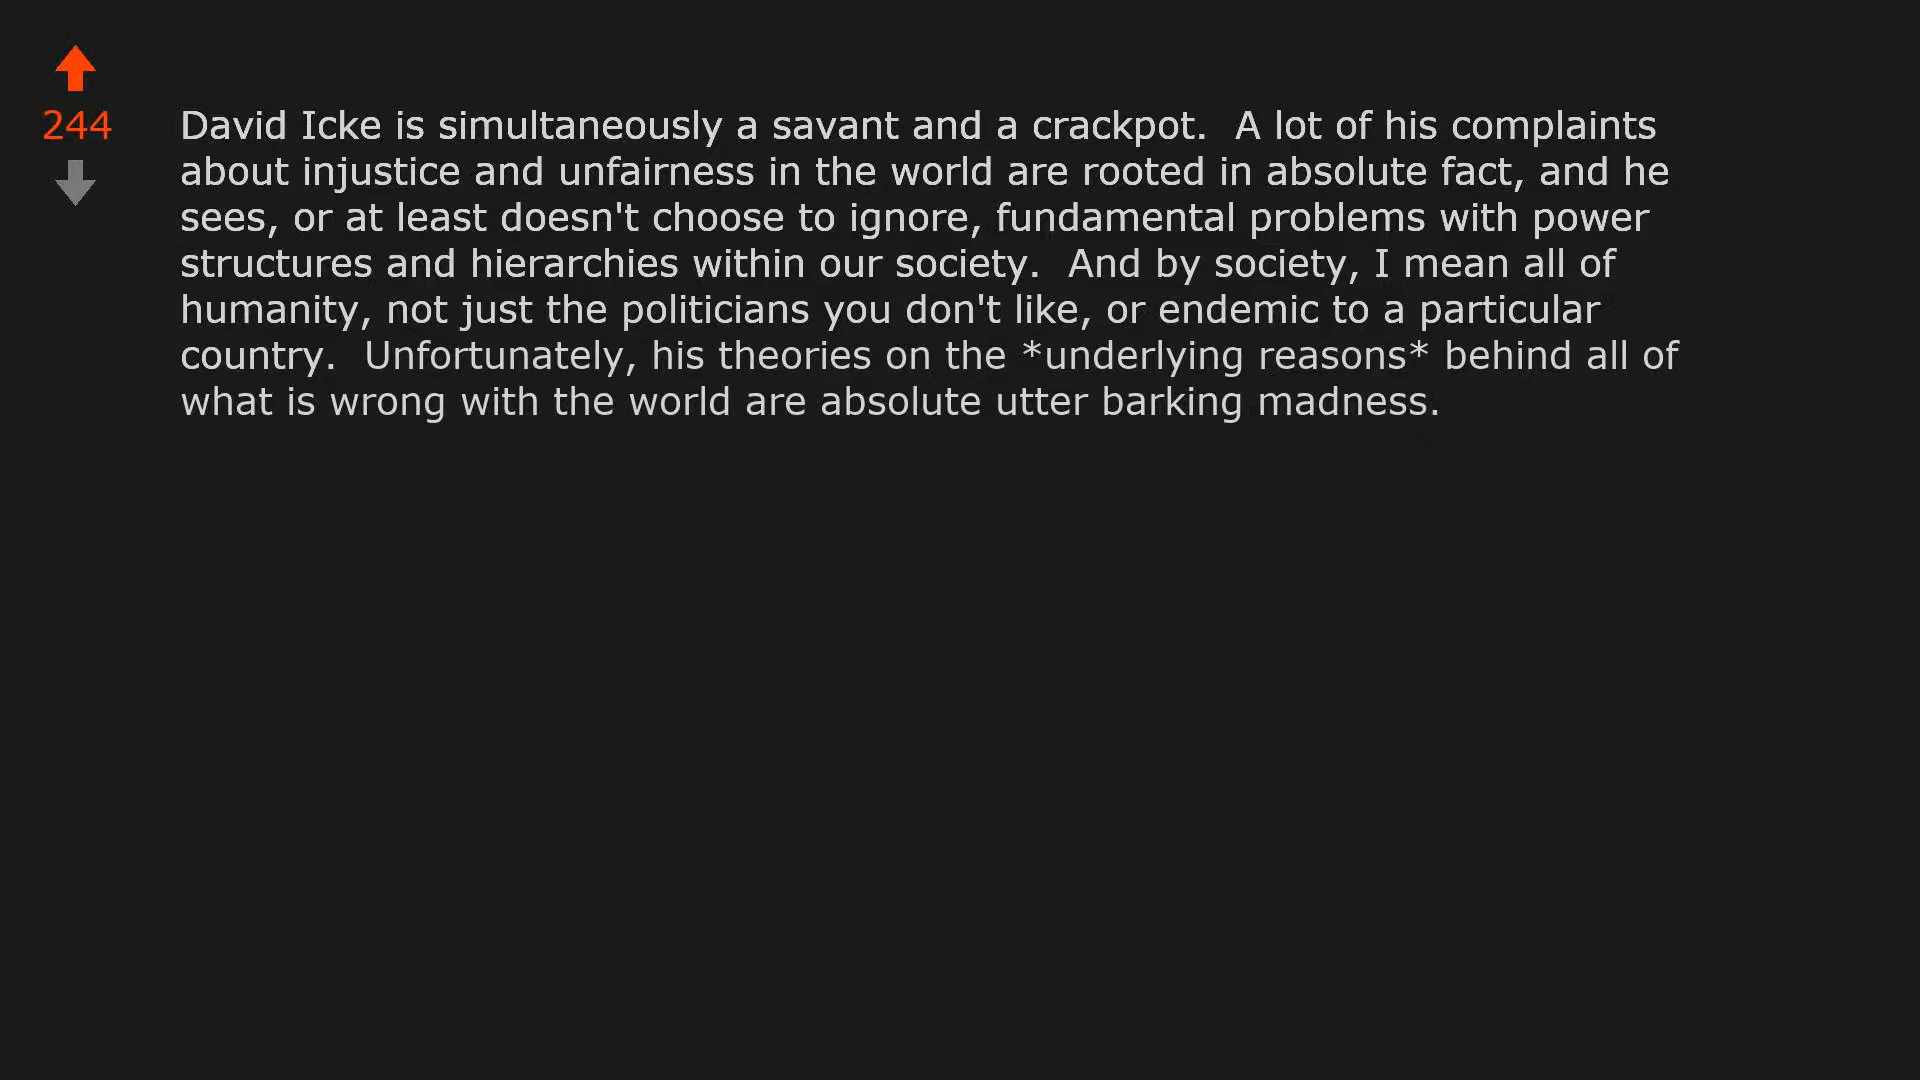 244
David Icke is simultaneously a savant and a crackpot.  A lot of his complaints
about injustice and unfairness in the world are rooted in absolute fact, and he
sees, or at least doesn't choose to ignore, fundamental problems with power
structures and hierarchies within our society.  And by society, I mean all of
humanity, not just the politicians you don't like, or endemic to a particular
country.  Unfortunately, his theories on the *underlying reasons* behind all of
what is wrong with the world are absolute utter barking madness.